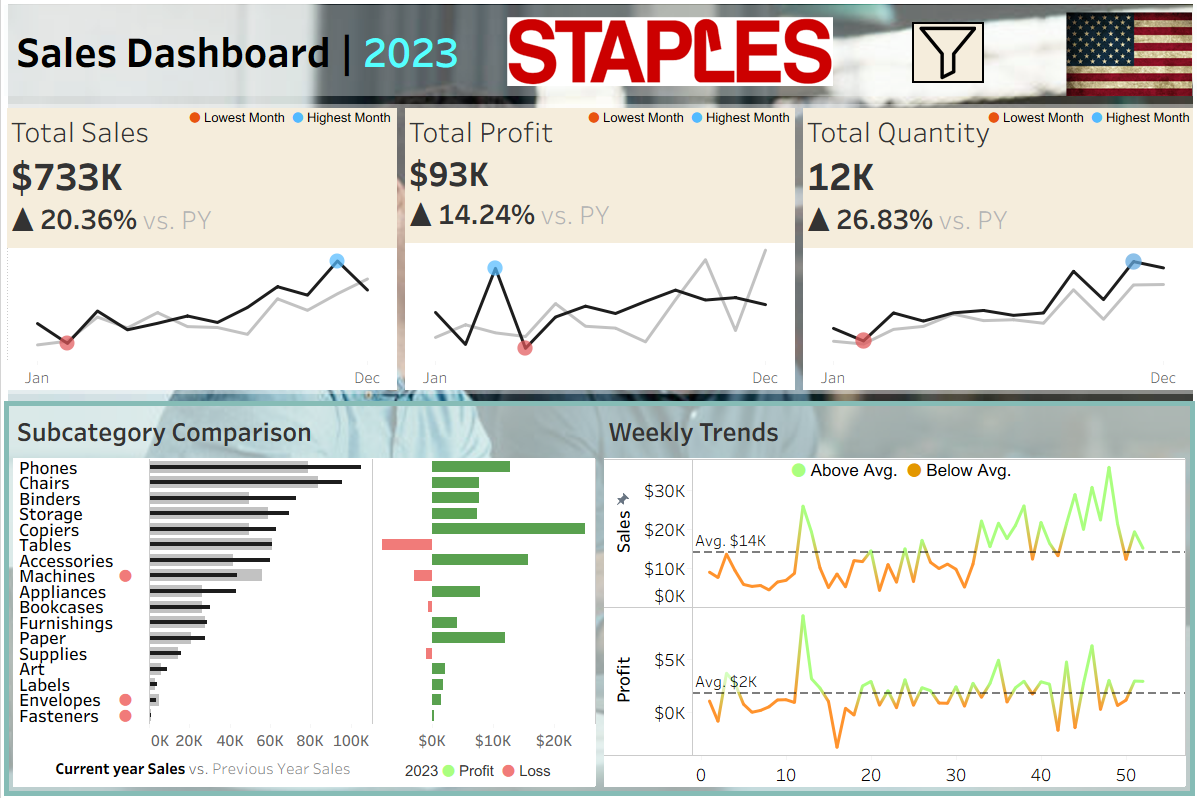 Sales Dashboard | 2023
STAPLES
Total Sales
Lowest Month Highest Month
$733K
▲ 20.36% vs. PY
Jan Dec
Total Profit
Lowest Month Highest Month
$93K
▲ 14.24% vs. PY
Jan Dec
Total Quantity
Lowest Month Highest Month
12K
▲ 26.83% vs. PY
Jan Dec
Subcategory Comparison
Phones
Chairs
Binders
Storage
Copiers
Tables
Accessories
Machines
Appliances
Bookcases
Furnishings
Paper
Supplies
Art
Labels
Envelopes
Fasteners
0K 20K 40K 60K 80K 100K
$0K $10K $20K
Current year Sales vs. Previous Year Sales
2023 Profit Loss
Weekly Trends
Above Avg. Below Avg.
Sales
$30K
$20K
Avg. $14K
$10K
$0K
Profit
$5K
Avg. $2K
$0K
0 10 20 30 40 50